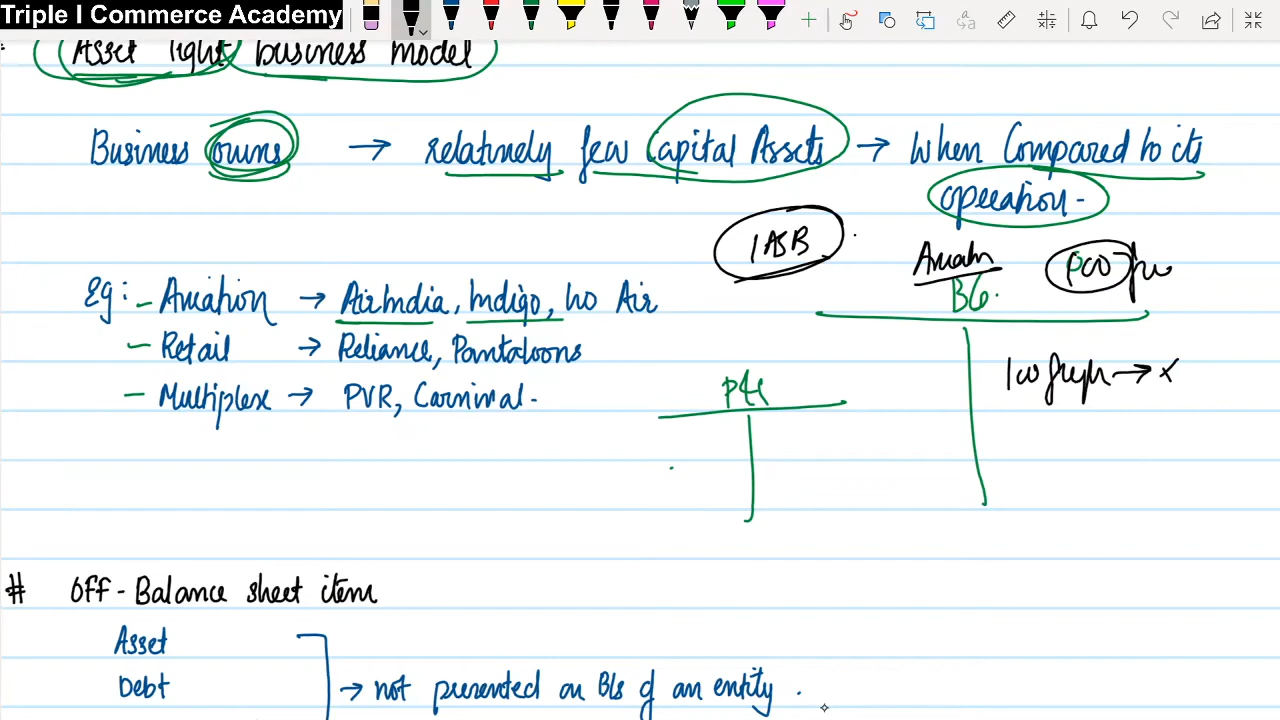 Triple I Commerce Academy
Asset light business model
Business owns → relatively few Capital Assets → When Compared to its
operation -
IASB
Eg: - Aviation → AirIndia, Indigo, Go Air
- Retail → Reliance, Pantaloons
- Multiplex → PVR, Carnival -
P&L
# Off-Balance sheet item
Asset
Debt → not presented on B/s of an entity .